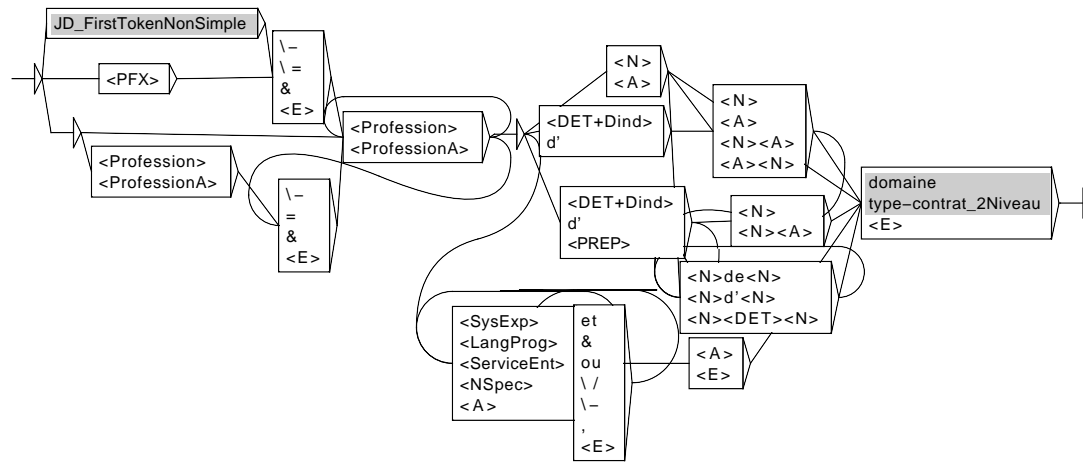 JD_FirstTokenNonSimple
<PFX>
\-
\=
&
<E>
<Profession>
<ProfessionA>
\-
=
&
<E>
<Profession>
<ProfessionA>
<N>
<A>
<DET+Dind>
d'
<DET+Dind>
d'
<PREP>
<N>
<A>
<N><A>
<A><N>
<N>
<N><A>
<N>de<N>
<N>d'<N>
<N><DET><N>
<SysExp>
<LangProg>
<ServiceEnt>
<NSpec>
<A>
et
&
ou
\/
\-
,
<E>
<A>
<E>
domaine
type-contrat_2Niveau
<E>